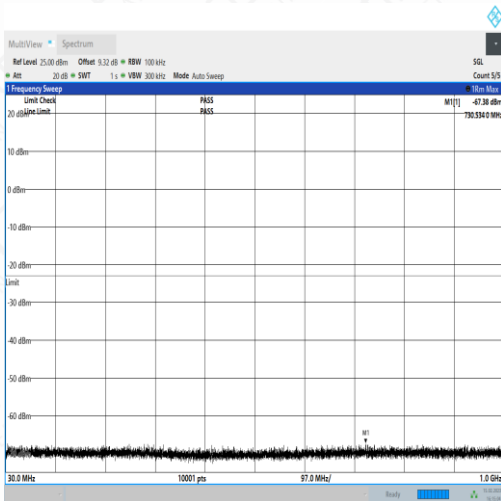 MultiView Spectrum
Ref Level 25.00 dBm Offset 9.32 dB RBW 100 kHz SGL
Att 20 dB SWT 1 s VBW 300 kHz Mode Auto Sweep Count 5/5
1 Frequency Sweep 1Rm Max
Limit Check PASS M1[1] -67.38 dBm
Line Limit PASS 730.5340 MHz
20 dBm
10 dBm
0 dBm
-10 dBm
-20 dBm
Limit
-30 dBm
-40 dBm
-50 dBm
-60 dBm
M1
30.0 MHz 10001 pts 97.0 MHz/ 1.0 GHz
Ready